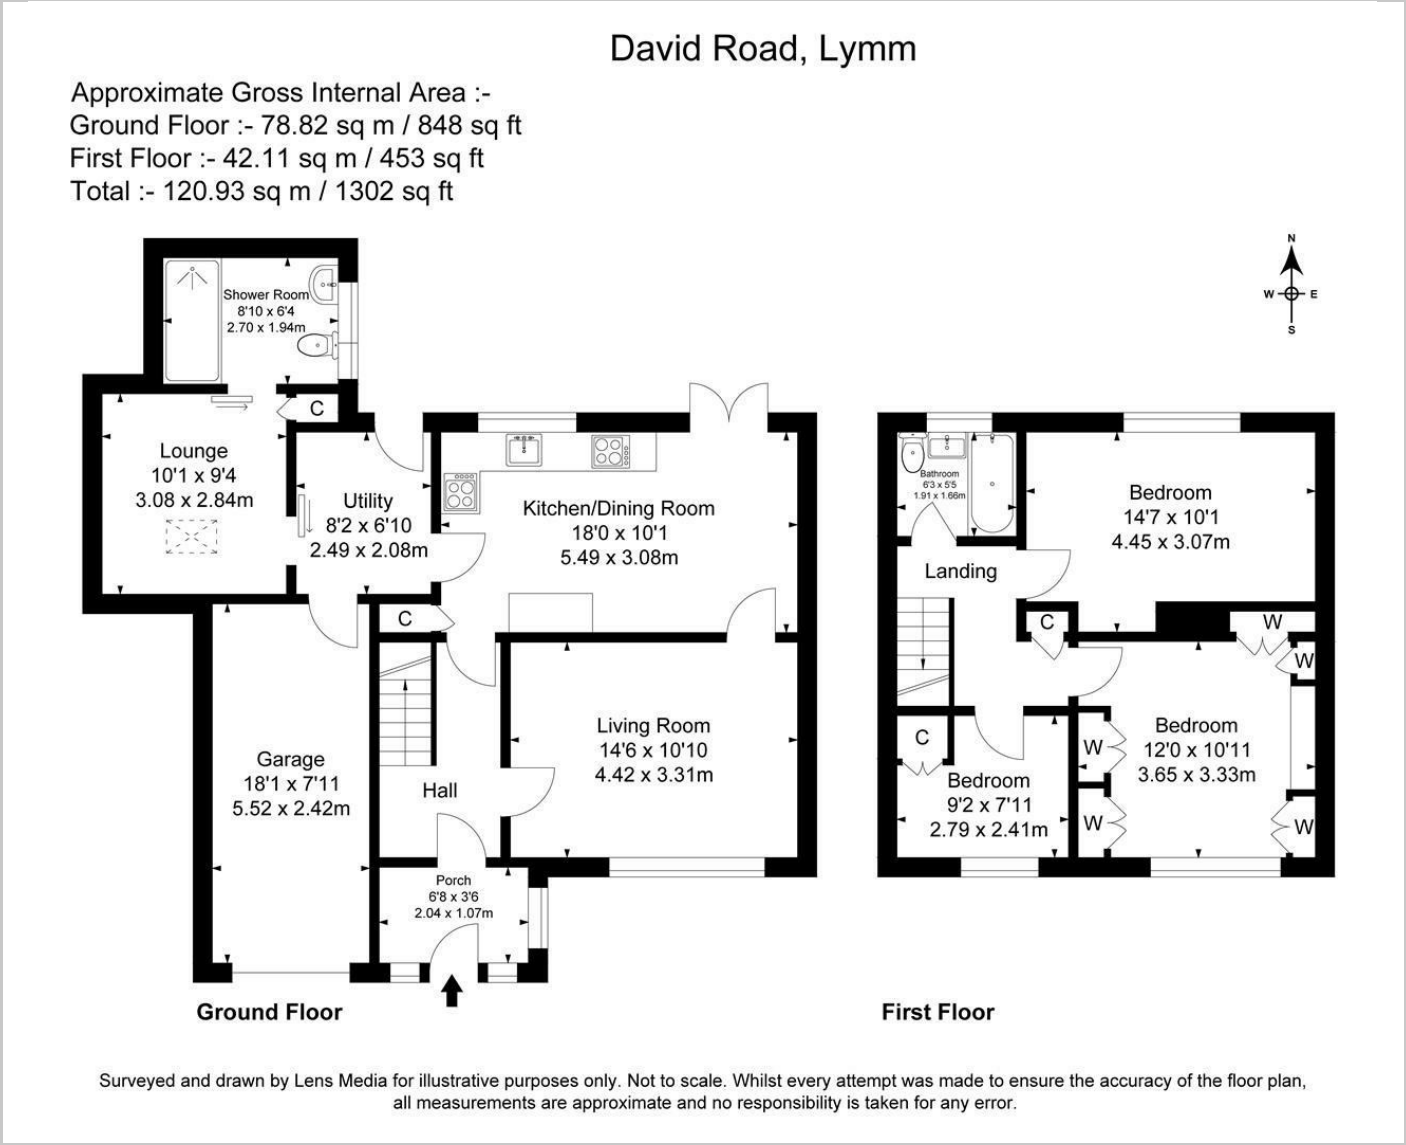 David Road, Lymm
Approximate Gross Internal Area :-
Ground Floor :- 78.82 sq m / 848 sq ft
First Floor :- 42.11 sq m / 453 sq ft
Total :- 120.93 sq m / 1302 sq ft
N
W E
S
Shower Room
8'10 x 6'4
2.70 x 1.94m
C
Lounge
10'1 x 9'4
3.08 x 2.84m
Utility
8'2 x 6'10
2.49 x 2.08m
Kitchen/Dining Room
18'0 x 10'1
5.49 x 3.08m
C
Living Room
14'6 x 10'10
4.42 x 3.31m
Garage
18'1 x 7'11
5.52 x 2.42m
Hall
Porch
6'8 x 3'6
2.04 x 1.07m
Ground Floor
Bathroom
6'3 x 5'5
1.91 x 1.66m
Bedroom
14'7 x 10'1
4.45 x 3.07m
Landing
C
W
W
Bedroom
12'0 x 10'11
3.65 x 3.33m
W
W
W
C
Bedroom
9'2 x 7'11
2.79 x 2.41m
First Floor
Surveyed and drawn by Lens Media for illustrative purposes only. Not to scale. Whilst every attempt was made to ensure the accuracy of the floor plan,
all measurements are approximate and no responsibility is taken for any error.